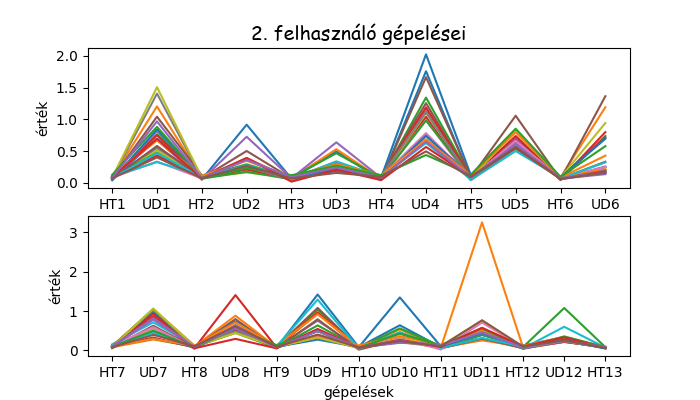 2. felhasználó gépelései
2.0
1.5
1.0
0.5
0.0
érték
HT1 UD1 HT2 UD2 HT3 UD3 HT4 UD4 HT5 UD5 HT6 UD6
3
2
1
0
érték
HT7 UD7 HT8 UD8 HT9 UD9 HT10 UD10 HT11 UD11 HT12 UD12 HT13
gépelések